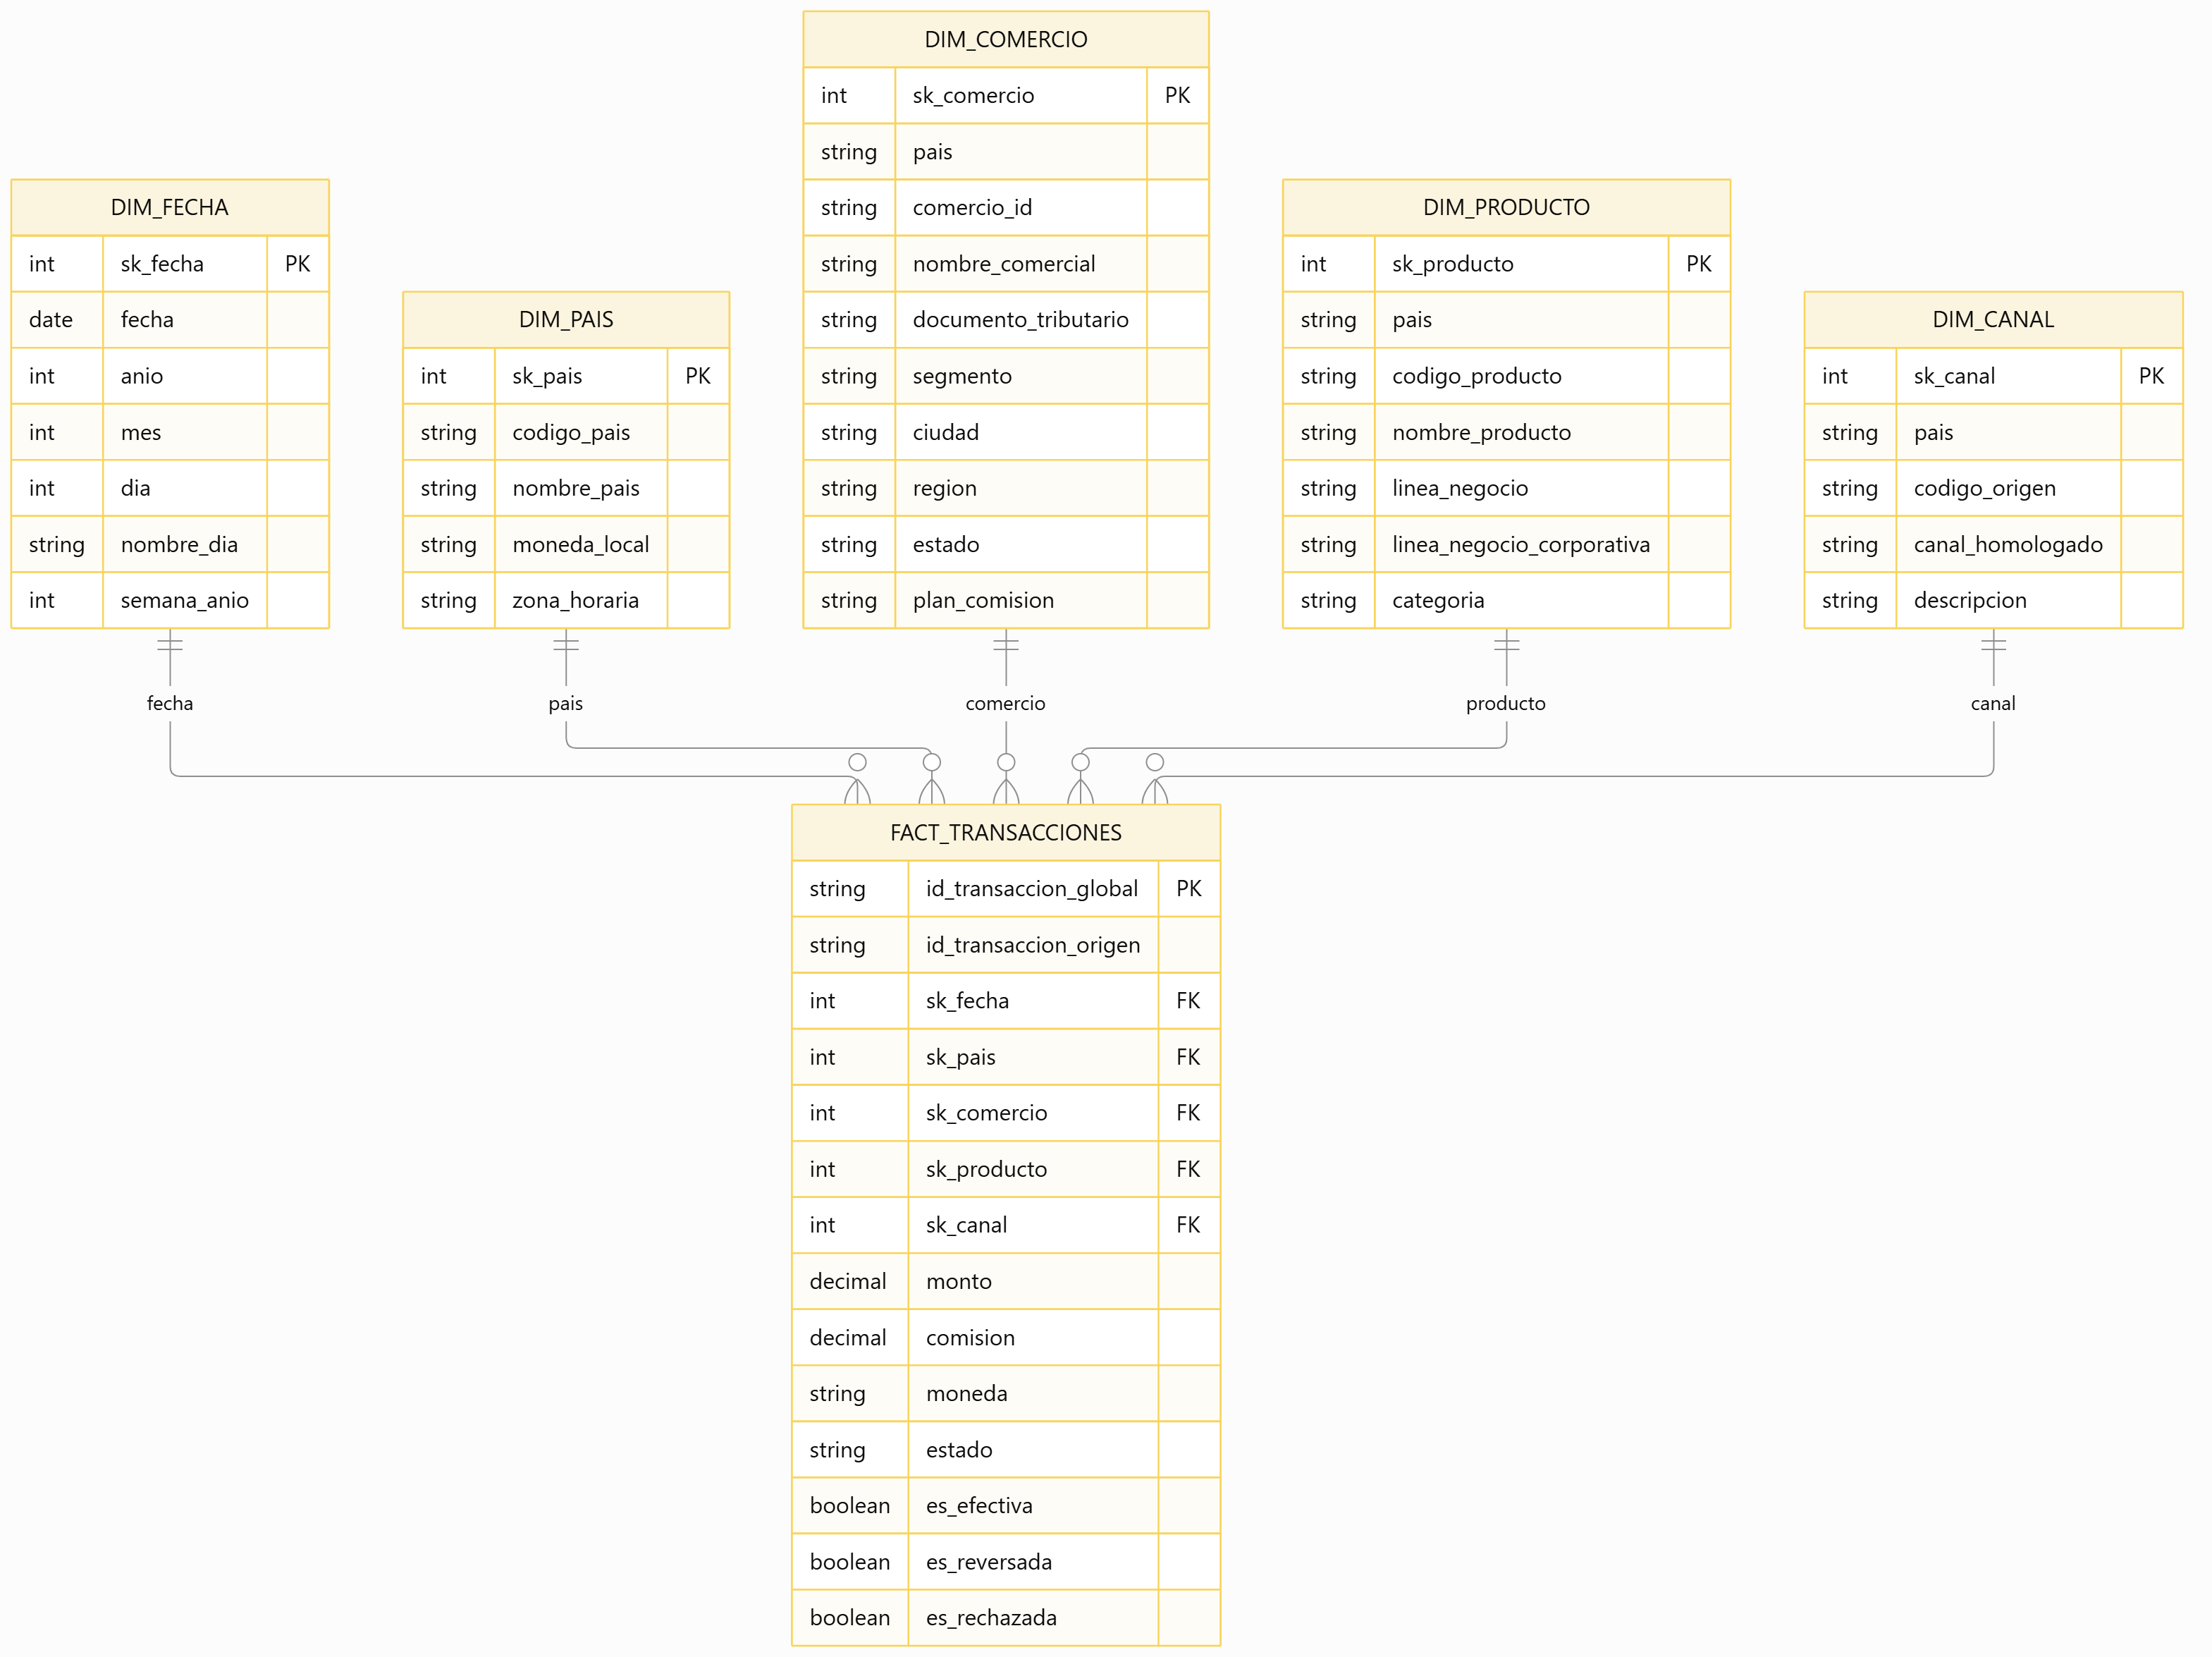 DIM_COMERCIO
int sk_comercio PK
string pais
string comercio_id
string nombre_comercial
string documento_tributario
string segmento
string ciudad
string region
string estado
string plan_comision
DIM_FECHA
int sk_fecha PK
date fecha
int anio
int mes
int dia
string nombre_dia
int semana_anio
DIM_PAIS
int sk_pais PK
string codigo_pais
string nombre_pais
string moneda_local
string zona_horaria
DIM_PRODUCTO
int sk_producto PK
string pais
string codigo_producto
string nombre_producto
string linea_negocio
string linea_negocio_corporativa
string categoria
DIM_CANAL
int sk_canal PK
string pais
string codigo_origen
string canal_homologado
string descripcion
fecha
pais
comercio
producto
canal
FACT_TRANSACCIONES
string id_transaccion_global PK
string id_transaccion_origen
int sk_fecha FK
int sk_pais FK
int sk_comercio FK
int sk_producto FK
int sk_canal FK
decimal monto
decimal comision
string moneda
string estado
boolean es_efectiva
boolean es_reversada
boolean es_rechazada